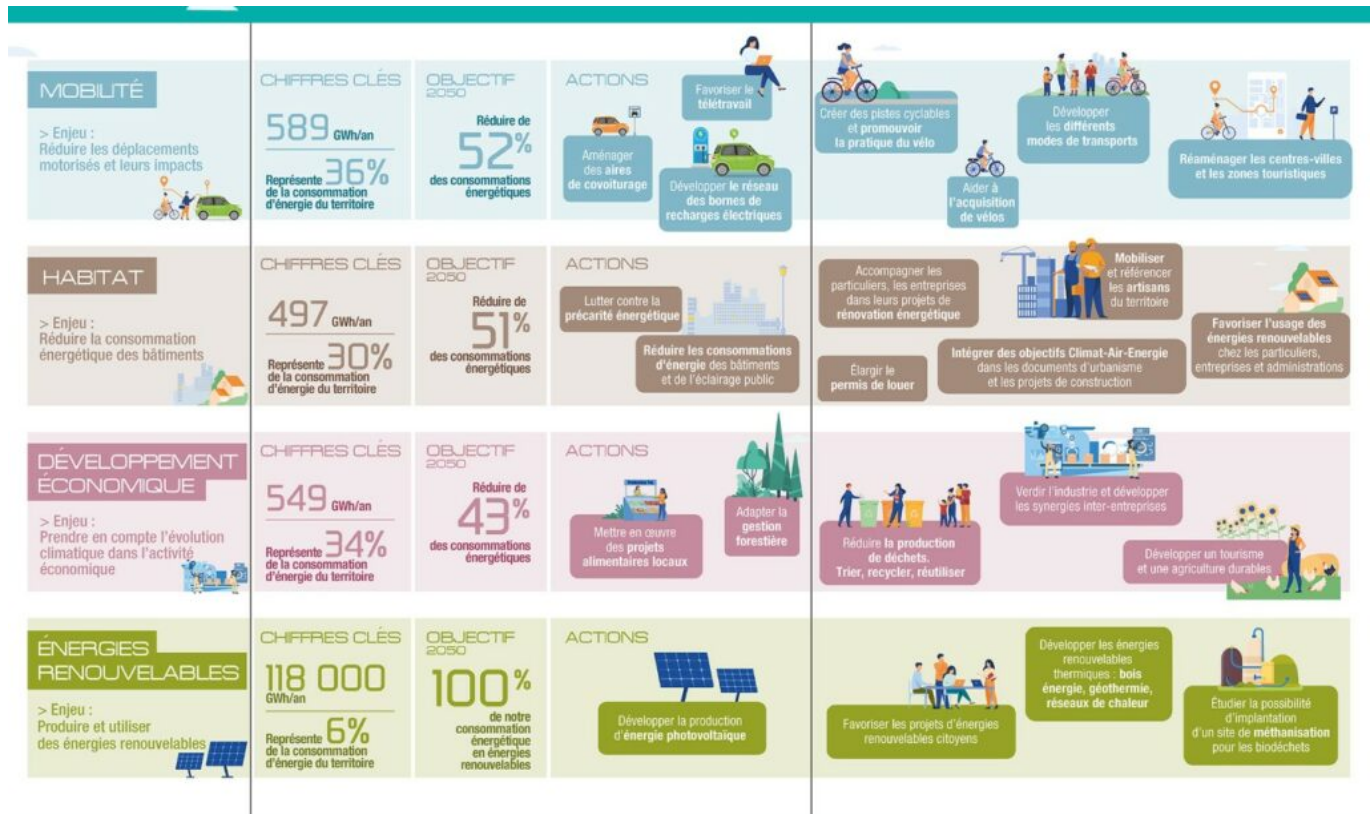 MOBILITÉ
> Enjeu :
Réduire les déplacements
motorisés et leurs impacts
CHIFFRES CLÉS
589 GWh/an
Représente 36%
de la consommation
d'énergie du territoire
OBJECTIF
2050
Réduire de
52%
des consommations
énergétiques
ACTIONS
Aménager
des aires
de covoiturage
Favoriser le
télétravail
Développer le réseau
des bornes de
recharges électriques
Créer des pistes cyclables
et promouvoir
la pratique du vélo
Aider à
l'acquisition
de vélos
Développer
les différents
modes de transports
Réaménager les centres-villes
et les zones touristiques
HABITAT
> Enjeu :
Réduire la consommation
énergétique des bâtiments
CHIFFRES CLÉS
497 GWh/an
Représente 30%
de la consommation
d'énergie du territoire
OBJECTIF
2050
Réduire de
51%
des consommations
énergétiques
ACTIONS
Lutter contre la
précarité énergétique
Réduire les consommations
d'énergie des bâtiments
et de l'éclairage public
Accompagner les
particuliers, les entreprises
dans leurs projets de
rénovation énergétique
Élargir le
permis de louer
Mobiliser
et référencer
les artisans
du territoire
Intégrer des objectifs Climat-Air-Energie
dans les documents d'urbanisme
et les projets de construction
Favoriser l'usage des
énergies renouvelables
chez les particuliers,
entreprises et administrations
DÉVELOPPEMENT
ÉCONOMIQUE
> Enjeu :
Prendre en compte l'évolution
climatique dans l'activité
économique
CHIFFRES CLÉS
549 GWh/an
Représente 34%
de la consommation
d'énergie du territoire
OBJECTIF
2050
Réduire de
43%
des consommations
énergétiques
ACTIONS
Mettre en œuvre
des projets
alimentaires locaux
Adapter la
gestion
forestière
Réduire la production
de déchets.
Trier, recycler, réutiliser
Verdir l'industrie et développer
les synergies inter-entreprises
Développer un tourisme
et une agriculture durables
ÉNERGIES
RENOUVELABLES
> Enjeu :
Produire et utiliser
des énergies renouvelables
CHIFFRES CLÉS
118 000
GWh/an
Représente 6%
de la consommation
d'énergie du territoire
OBJECTIF
2050
100%
de notre
consommation
énergétique
en énergies
renouvelables
ACTIONS
Développer la production
d'énergie photovoltaïque
Favoriser les projets d'énergies
renouvelables citoyens
Développer les énergies
renouvelables
thermiques : bois
énergie, géothermie,
réseaux de chaleur
Étudier la possibilité
d'implantation
d'un site de méthanisation
pour les biodéchets